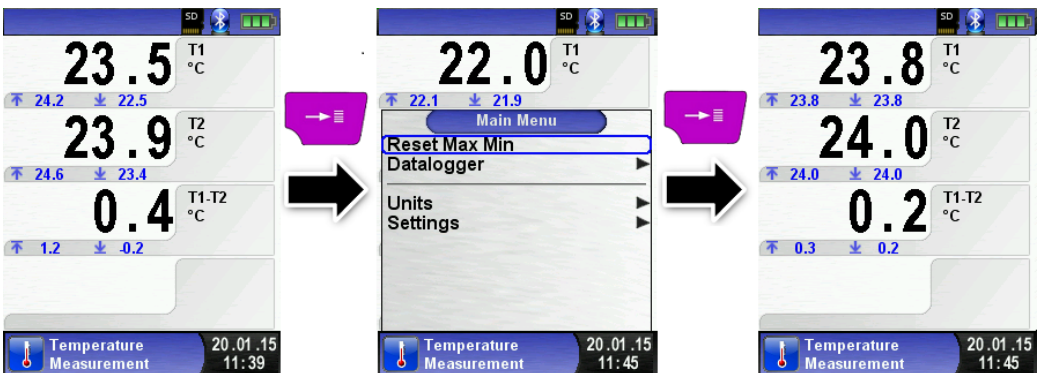 SD
23.5 T1 °C
24.2 22.5
23.9 T2 °C
24.6 23.4
0.4 T1-T2 °C
1.2 -0.2
Temperature Measurement
20.01.15
11:39
SD
22.0 T1 °C
22.1 21.9
Main Menu
Reset Max Min
Datalogger
Units
Settings
Temperature Measurement
20.01.15
11:45
SD
23.8 T1 °C
23.8 23.8
24.0 T2 °C
24.0 24.0
0.2 T1-T2 °C
0.3 0.2
Temperature Measurement
20.01.15
11:45